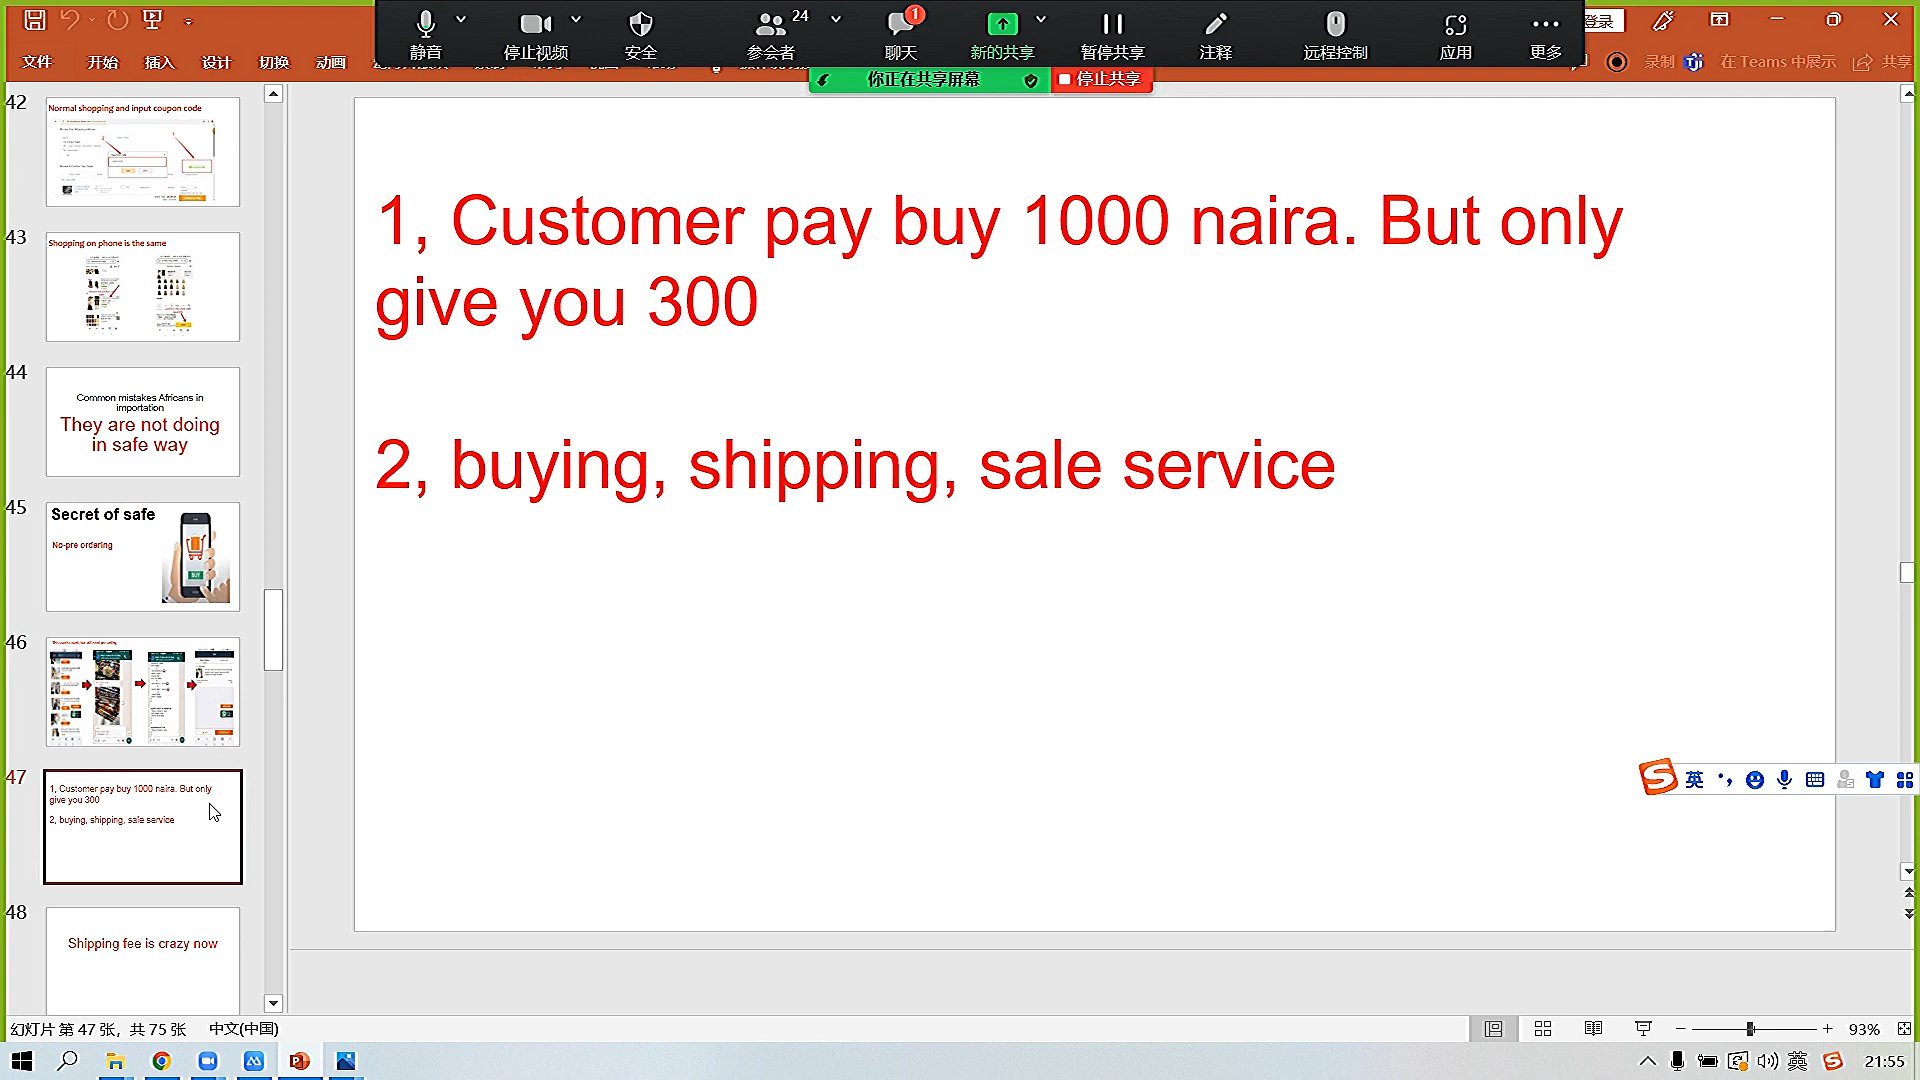 静音
停止视频
安全
24
参会者
1
聊天
新的共享
暂停共享
注释
远程控制
应用
更多
登录
文件
开始
插入
设计
切换
动画
录制
在 Teams 中展示
共享
你正在共享屏幕
停止共享
42
Normal shopping and input coupon code
43
Shopping on phone is the same
44
Common mistakes Africans in
importation
They are not doing
in safe way
45
Secret of safe
No-pre ordering
BUY
46
47
1, Customer pay buy 1000 naira. But only
give you 300
2, buying, shipping, sale service
48
Shipping fee is crazy now
1, Customer pay buy 1000 naira. But only
give you 300
2, buying, shipping, sale service
英
幻灯片 第 47 张，共 75 张
中文(中国)
93%
英
21:55